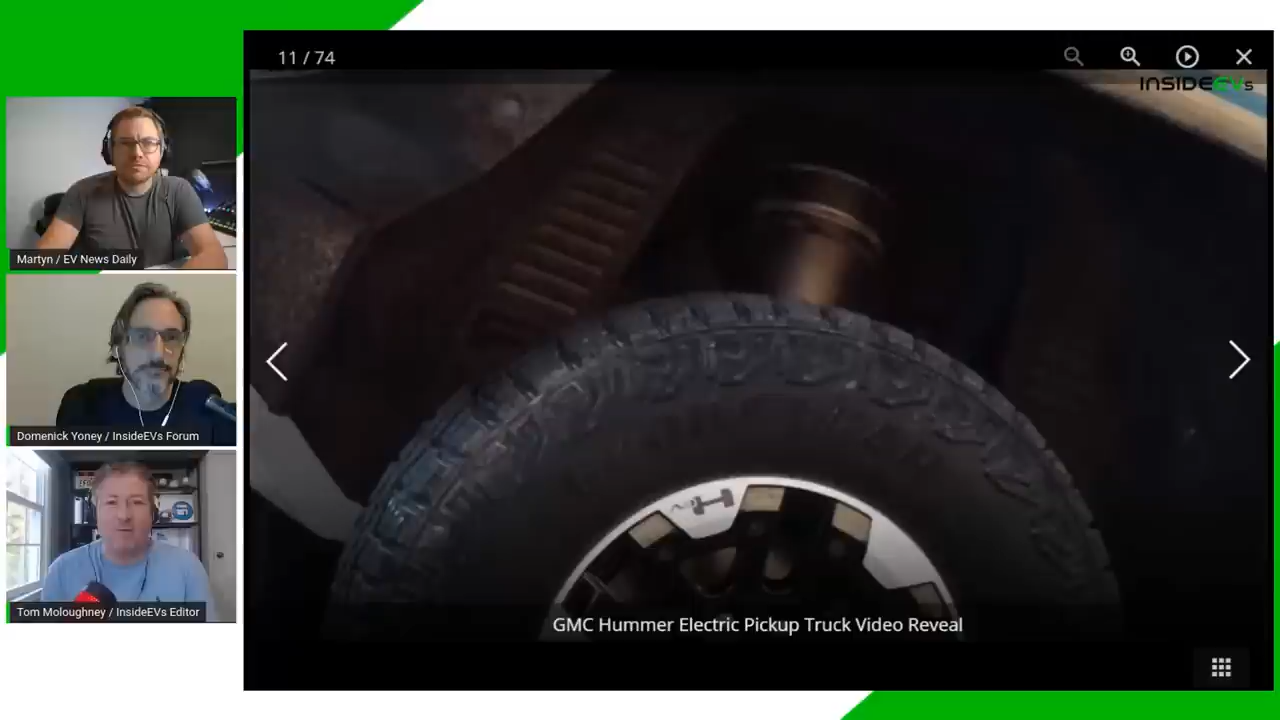 11 / 74
INSIDEEVs
Martyn / EV News Daily
Domenick Yoney / InsideEVs Forum
Tom Moloughney / InsideEVs Editor
GMC Hummer Electric Pickup Truck Video Reveal